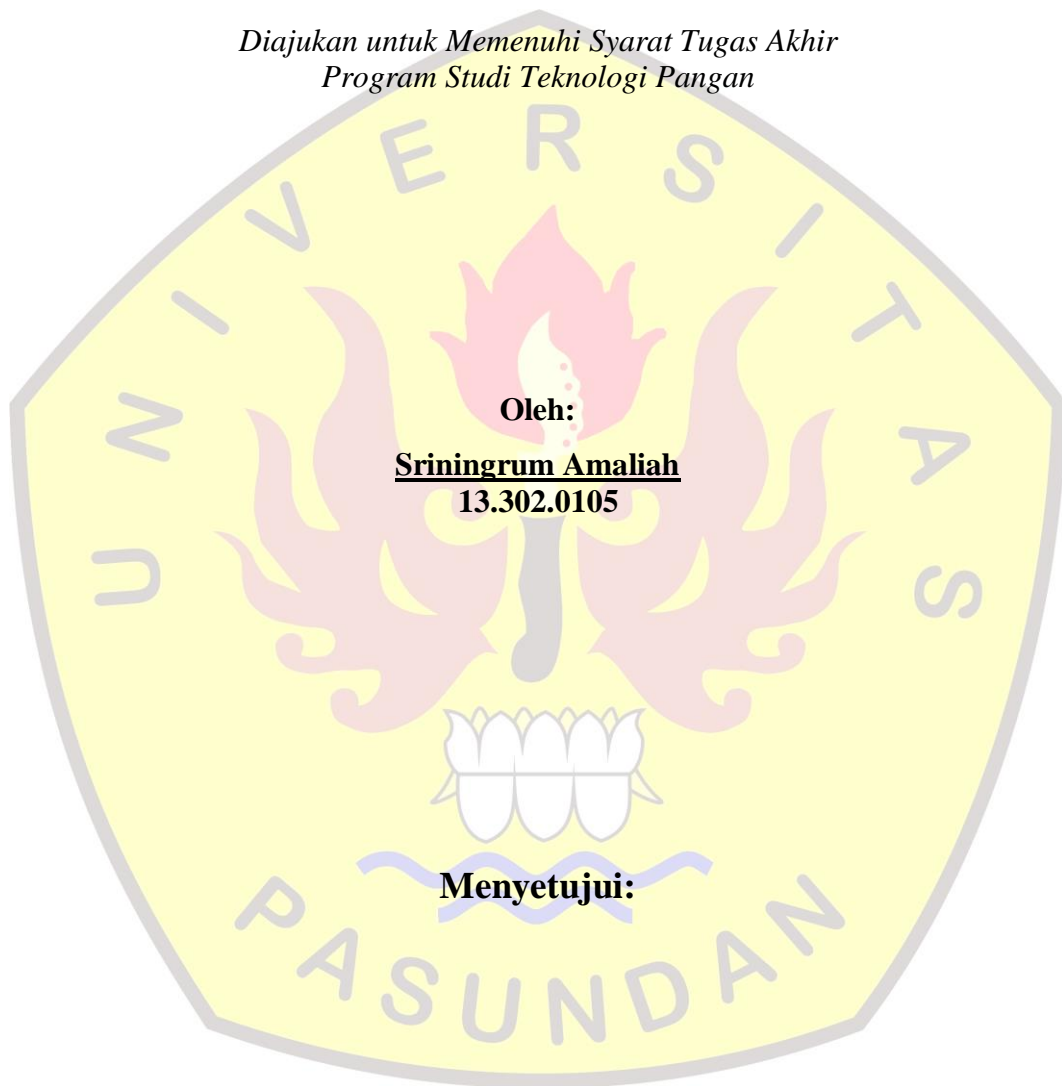 Diajukan untuk Memenuhi Syarat Tugas Akhir
Program Studi Teknologi Pangan
UNIVERSITAS
Oleh:
Sriningrum Amaliah
13.302.0105
Menyetujui:
PASUNDAN